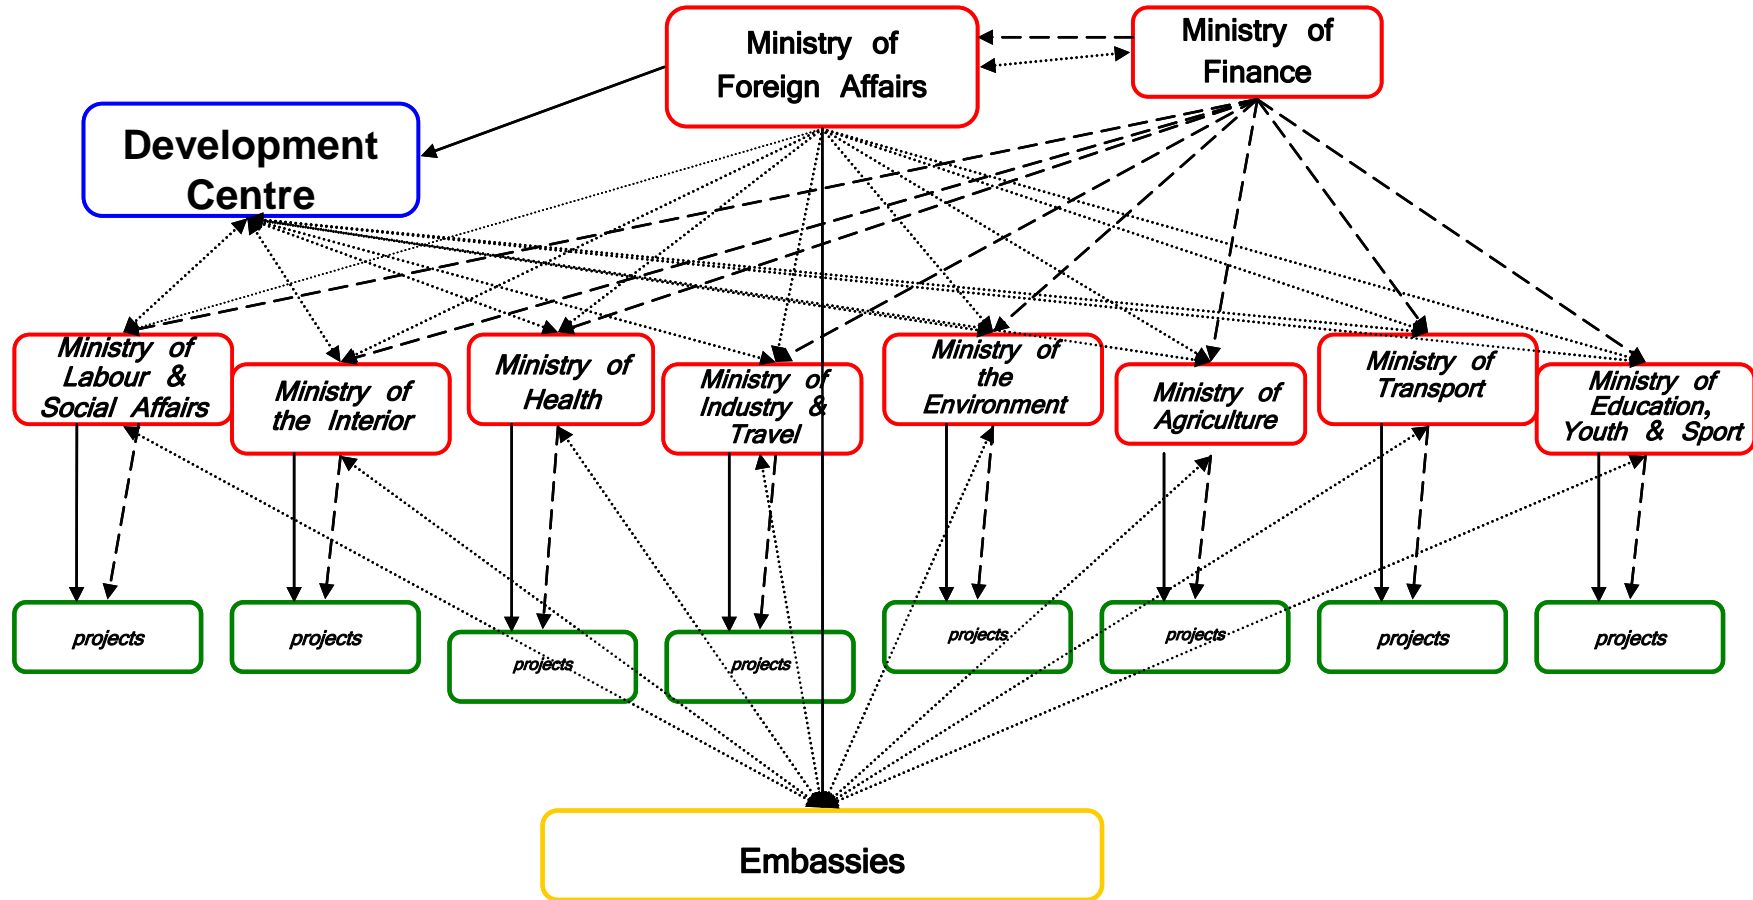 Ministry of
Foreign Affairs
Ministry of
Finance
Development
Centre
Ministry of
Labour &
Social Affairs
Ministry of
the Interior
Ministry of
Health
Ministry of
Industry &
Travel
Ministry of
the
Environment
Ministry of
Agriculture
Ministry of
Transport
Ministry of
Education,
Youth & Sport
projects
projects
projects
projects
projects
projects
projects
projects
Embassies